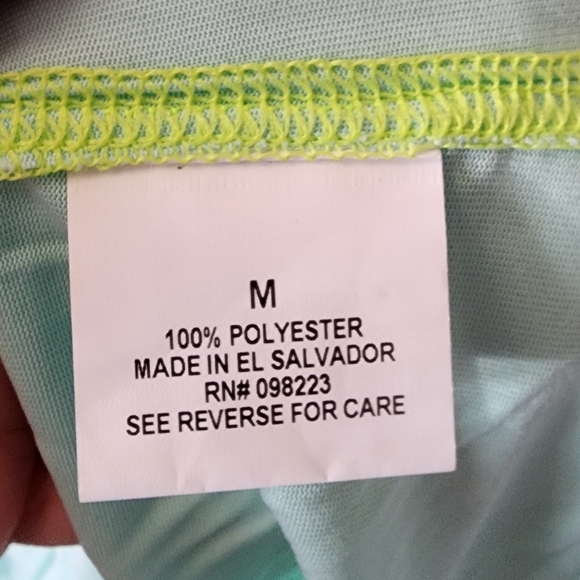 M
100% POLYESTER
MADE IN EL SALVADOR
RN# 098223
SEE REVERSE FOR CARE